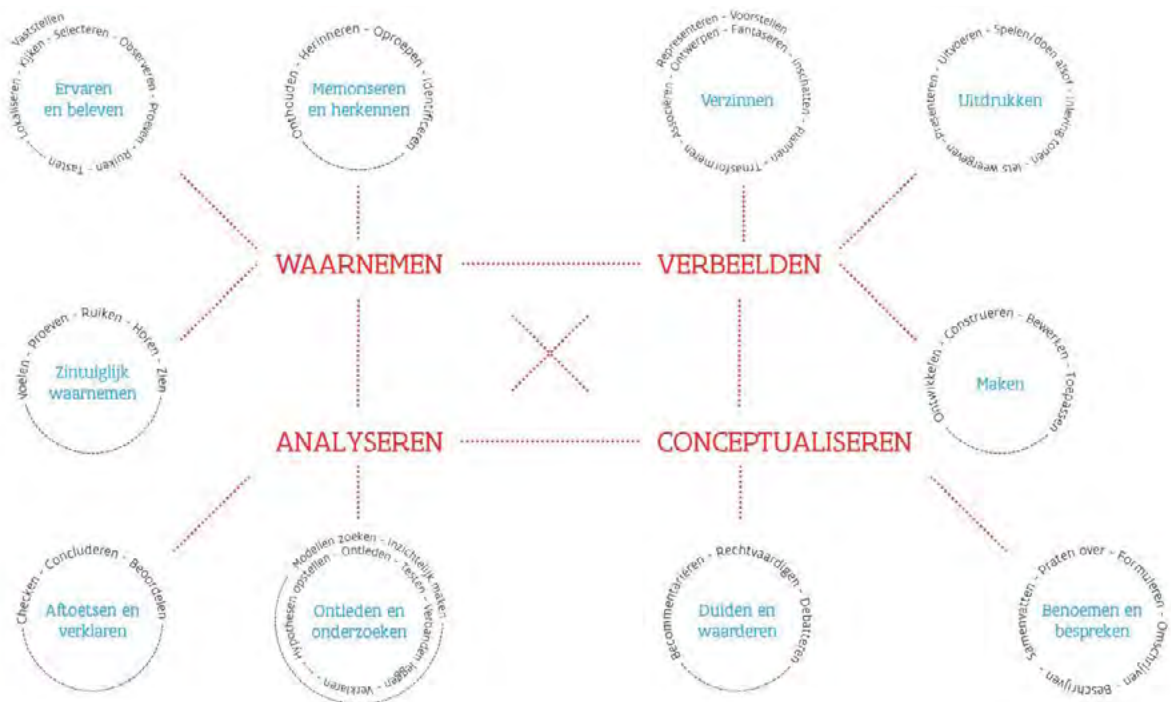 Vaststellen
Lokaliseren - Kijken - Selecteren - Observeren - Proeven - Ruiken - Tasten
Ervaren
en beleven
Onthouden - Herinneren - Oproepen - Identificeren
Memoriseren
en herkennen
Representeren - Voorstellen
Trnasformeren - Associëren - Ontwerpen - Fantaseren - Inschatten - Plannen
Verzinnen
Presenteren - Uitvoeren - Spelen/doen alsof - Inleving tonen - Iets weergeven
Uitdrukken
WAARNEMEN
VERBEELDEN
Voelen - Proeven - Ruiken - Horen - Zien
Zintuiglijk
waarnemen
Ontwikkelen - Construeren - Bewerken - Toepassen
Maken
ANALYSEREN
CONCEPTUALISEREN
Checken - Concluderen - Beoordelen
Aftoetsen en
verklaren
Modellen zoeken - Inzichtelijk maken
Hypothesen opstellen - Ontleden - Testen - Verbanden leggen - Verklaren -
Ontleden en
onderzoeken
Becommentariëren - Rechtvaardigen - Debatteren
Duiden en
waarderen
Samenvatten - Praten over - Formuleren - Omschrijven - Beschrijven -
Benoemen en
bespreken